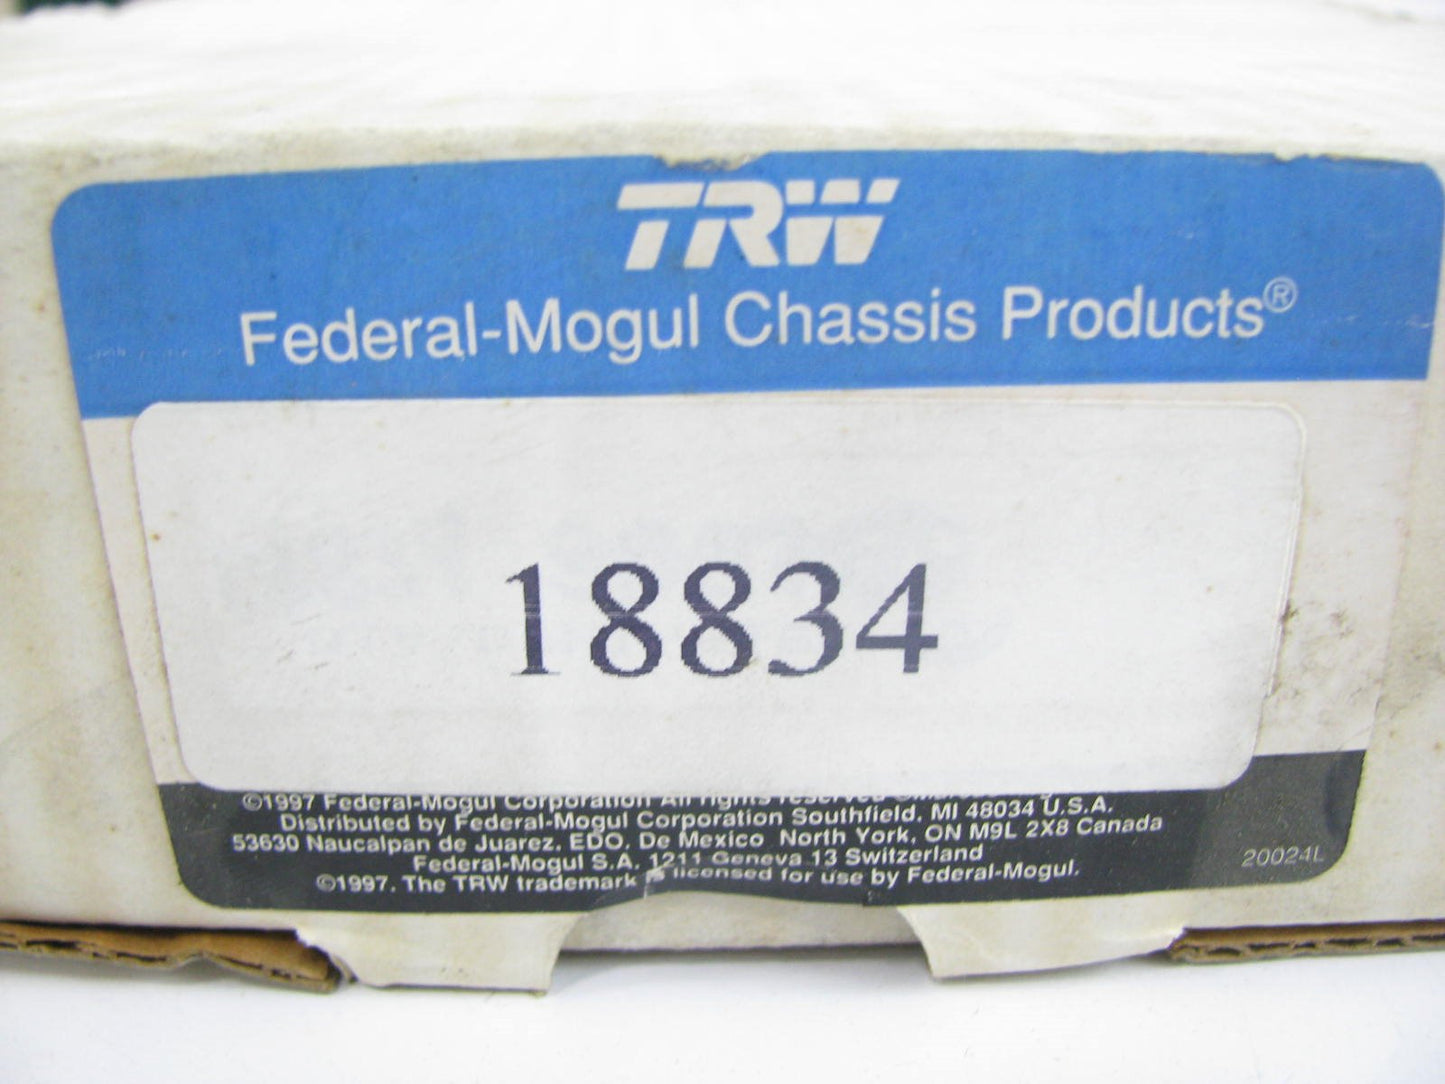 TRW
Federal-Mogul Chassis Products®
18834
©1997 Federal-Mogul Corporation All rights reserved
Distributed by Federal-Mogul Corporation Southfield, MI 48034 U.S.A.
53630 Naucalpan de Juarez, EDO. De Mexico North York, ON M9L 2X8 Canada
Federal-Mogul S.A. 1211 Geneva 13 Switzerland
©1997. The TRW trademark is licensed for use by Federal-Mogul.
20024L